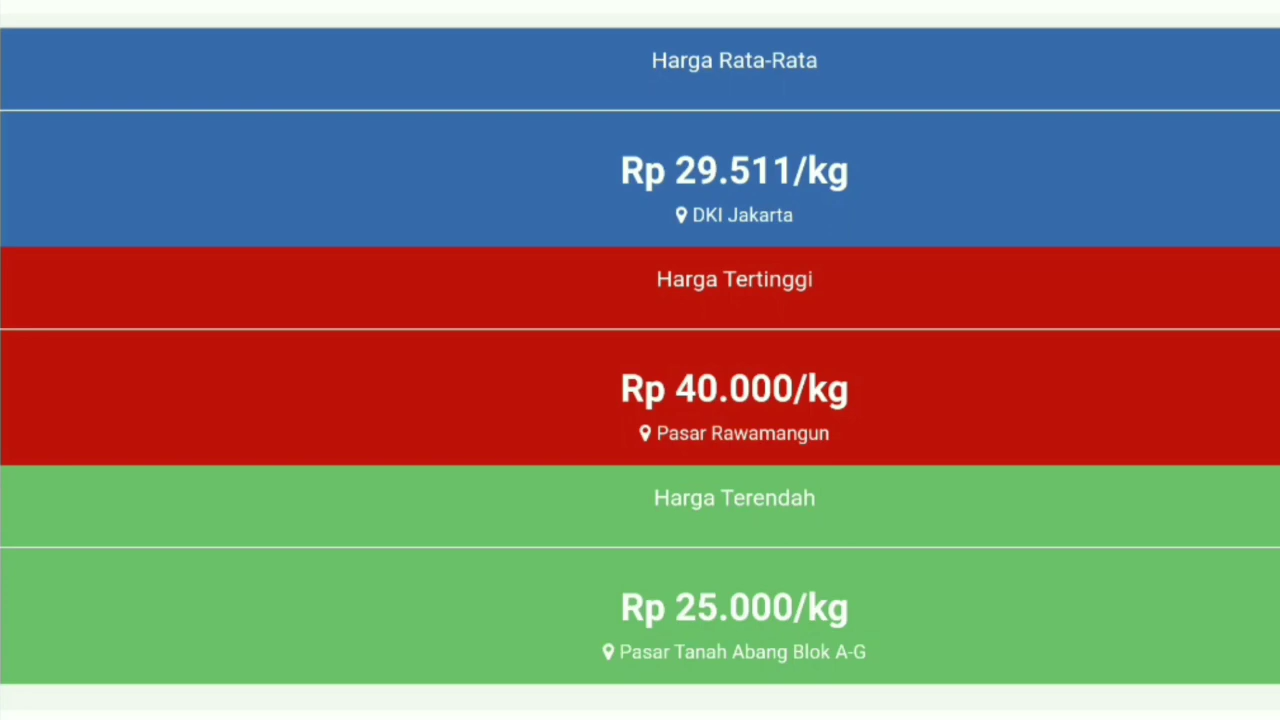 Harga Rata-Rata
Rp 29.511/kg
DKI Jakarta
Harga Tertinggi
Rp 40.000/kg
Pasar Rawamangun
Harga Terendah
Rp 25.000/kg
Pasar Tanah Abang Blok A-G